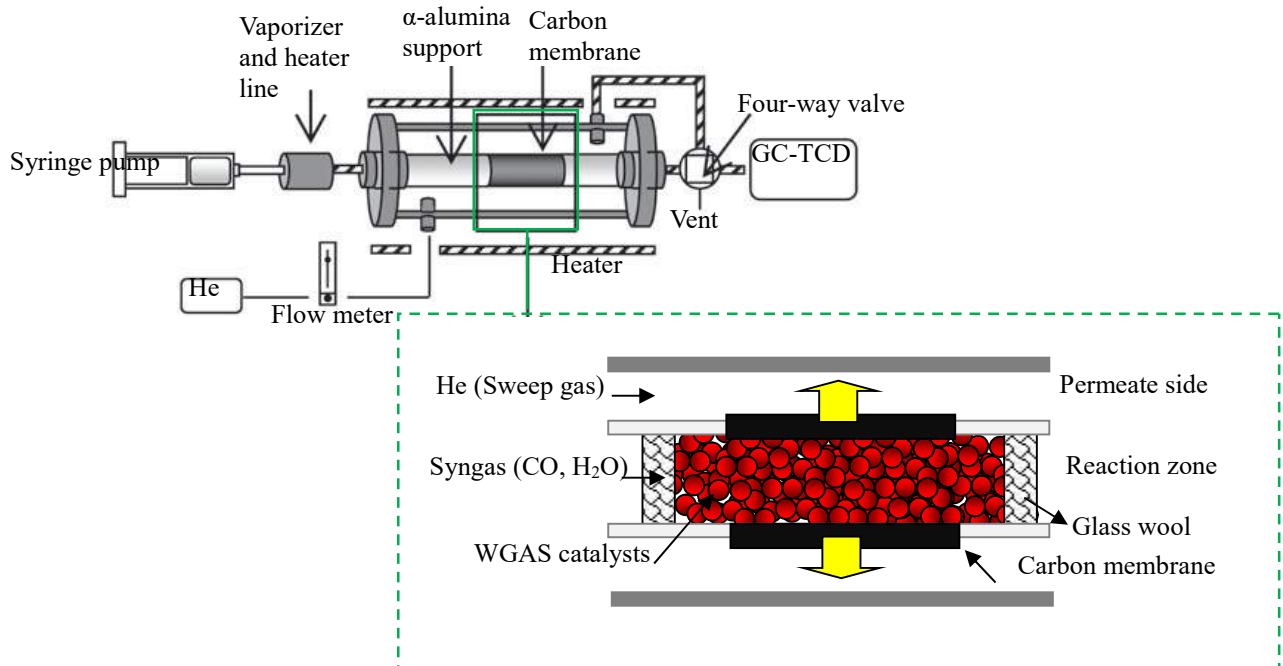 Vaporizer
and heater
line
α-alumina
support
Carbon
membrane
Four-way valve
Syringe pump
GC-TCD
Vent
Heater
He
Flow meter
He (Sweep gas)
Permeate side
Syngas (CO, H₂O)
Reaction zone
Glass wool
WGAS catalysts
Carbon membrane